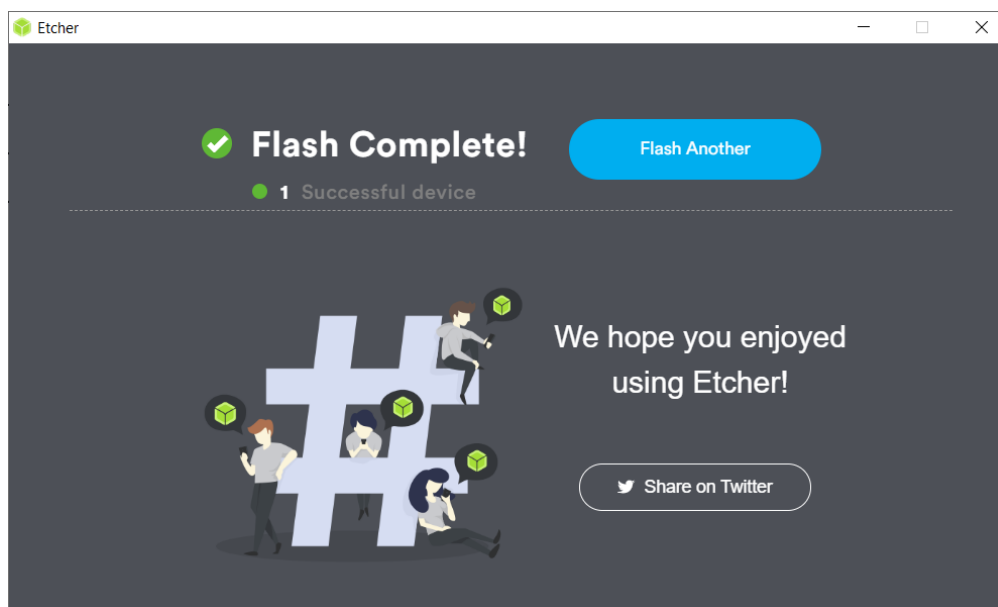 Etcher
Flash Complete!
Flash Another
1 Successful device
We hope you enjoyed
using Etcher!
Share on Twitter